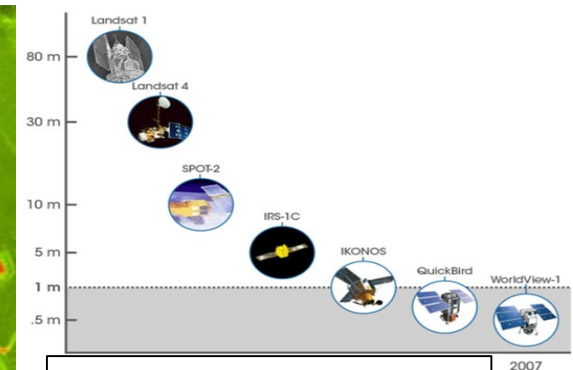 Landsat 1
80 m
Landsat 4
30 m
SPOT-2
10 m
IRS-1C
5 m
IKONOS
QuickBird
WorldView-1
1 m
.5 m
2007